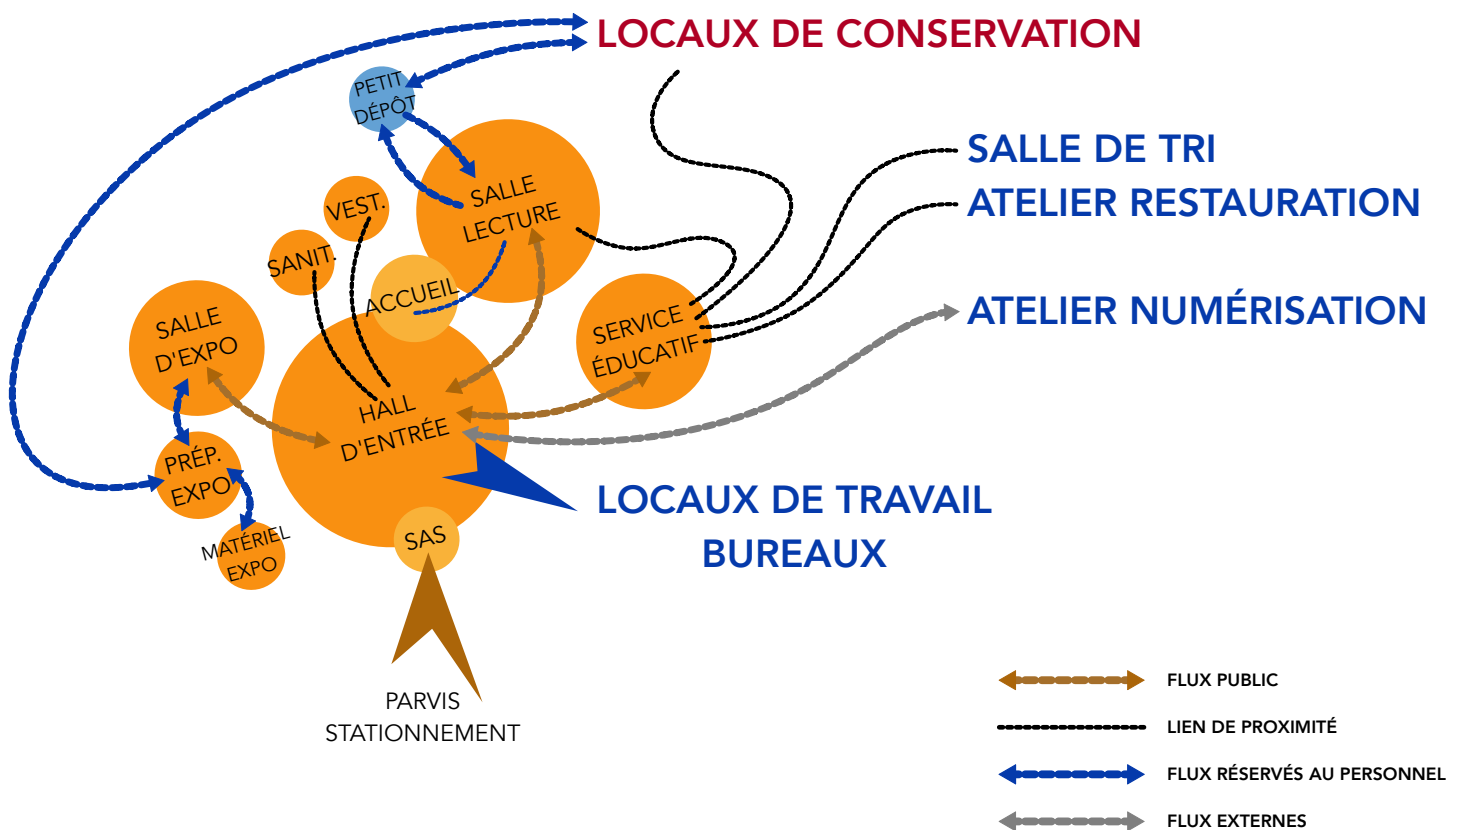 LOCAUX DE CONSERVATION
PETIT
DÉPÔT
SALLE DE TRI
ATELIER RESTAURATION
SALLE
LECTURE
VEST.
SANIT.
ACCUEIL
SALLE
D'EXPO
SERVICE
ÉDUCATIF
ATELIER NUMÉRISATION
HALL
D'ENTRÉE
PRÉP.
EXPO
LOCAUX DE TRAVAIL
BUREAUX
MATÉRIEL
EXPO
SAS
PARVIS
STATIONNEMENT
FLUX PUBLIC
LIEN DE PROXIMITÉ
FLUX RÉSERVÉS AU PERSONNEL
FLUX EXTERNES